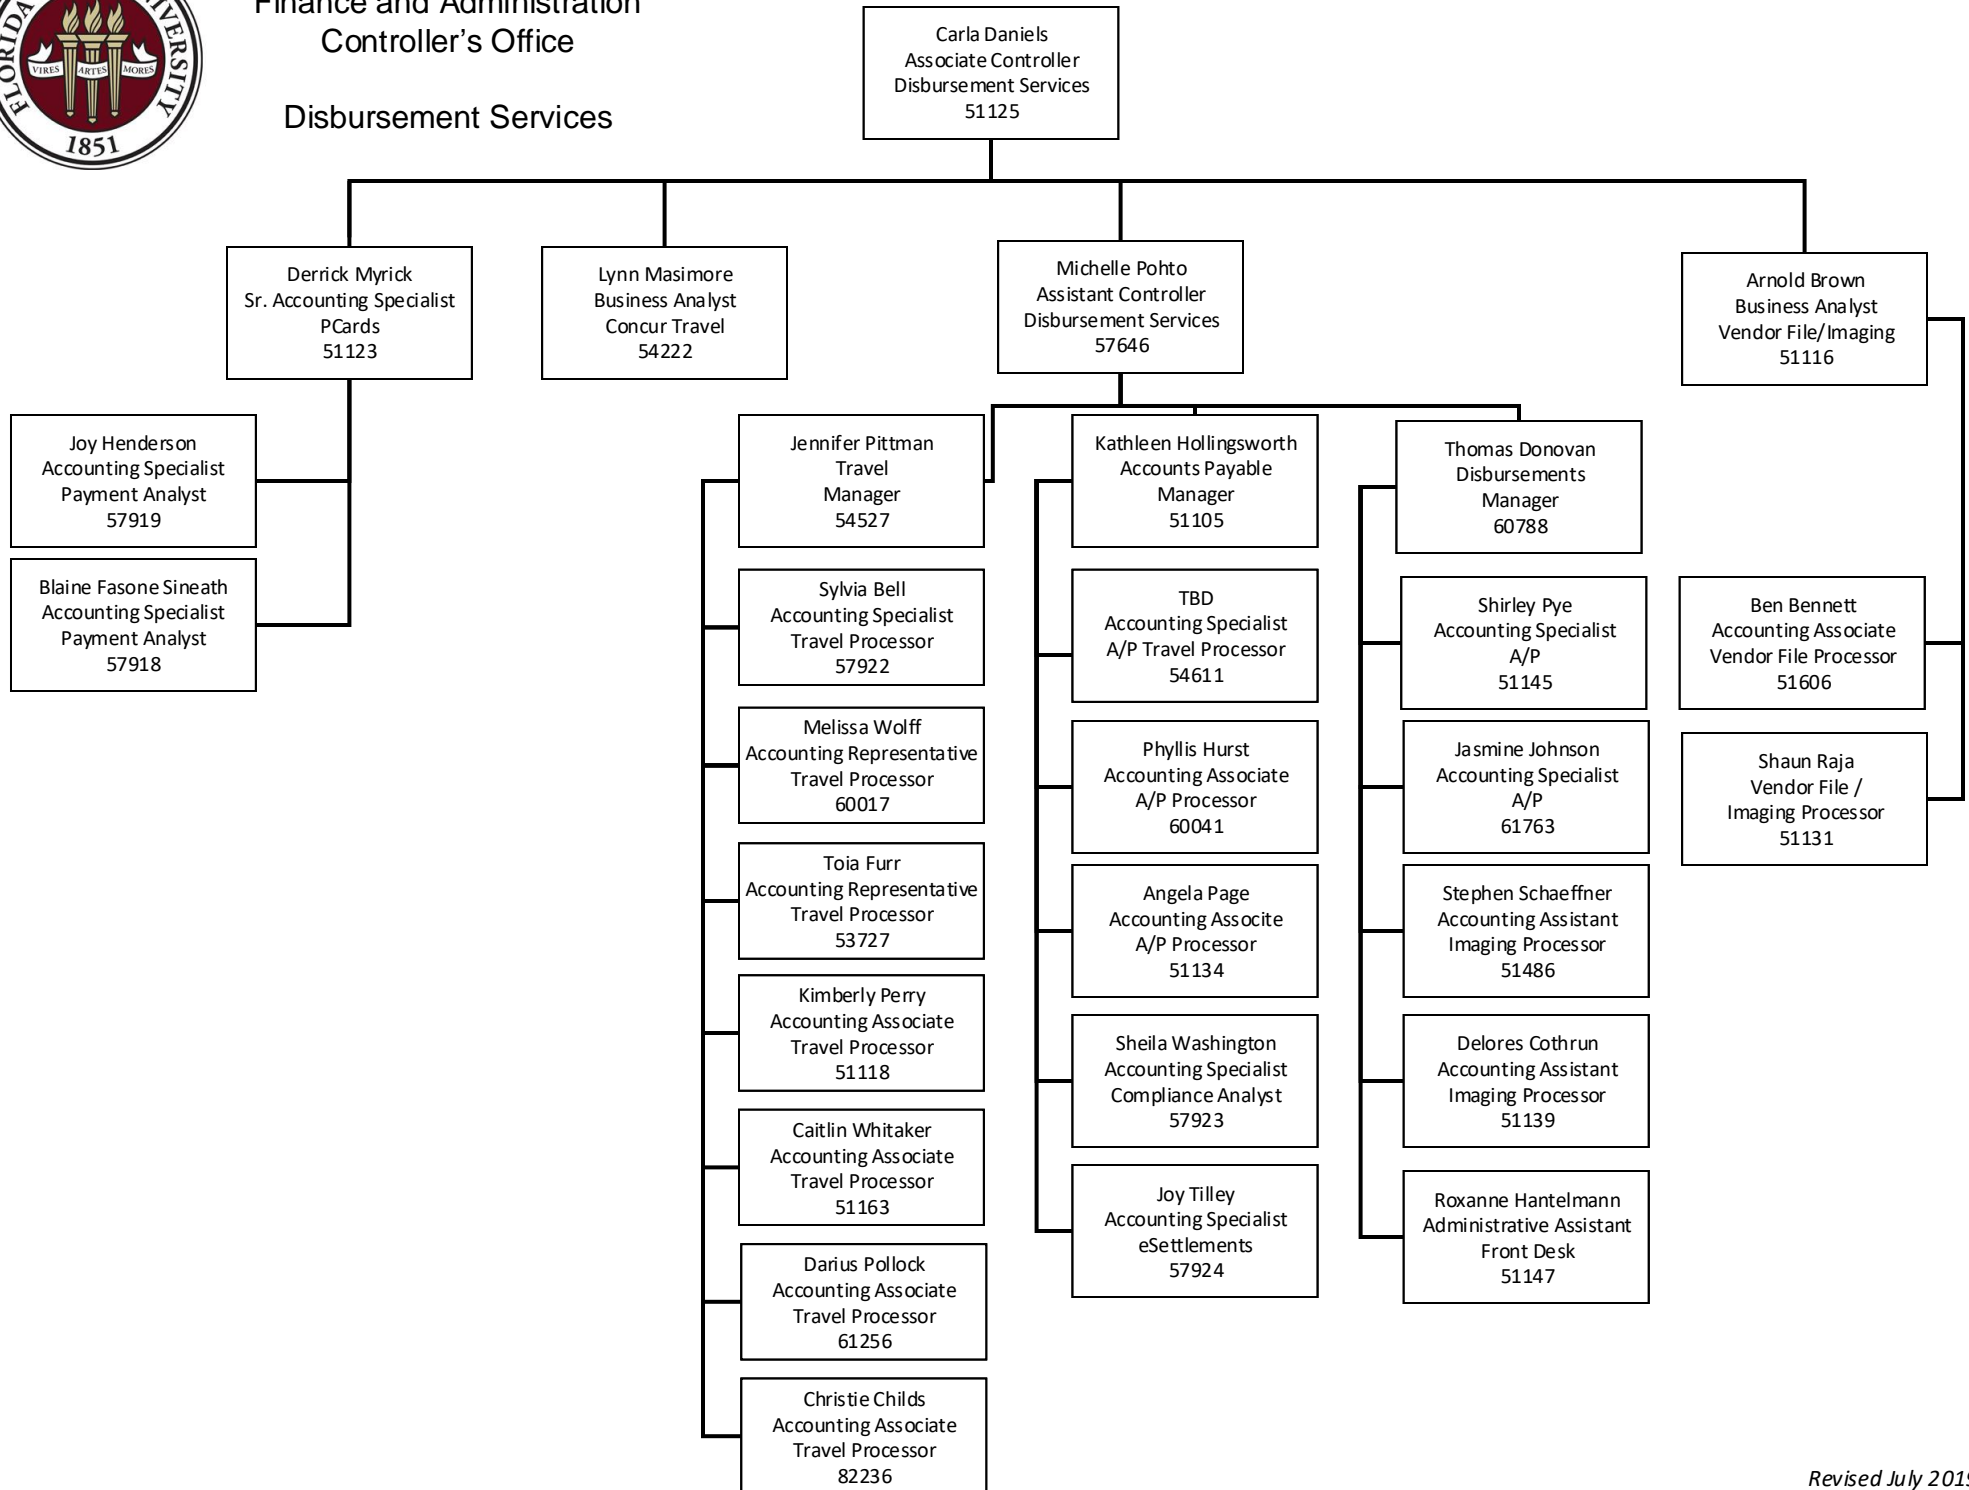 Finance and Administration
Controller’s Office
Disbursement Services
VIRES ARTES MORES
1851
Carla Daniels
Associate Controller
Disbursement Services
51125
Derrick Myrick
Sr. Accounting Specialist
PCards
51123
Lynn Masimore
Business Analyst
Concur Travel
54222
Michelle Pohto
Assistant Controller
Disbursement Services
57646
Arnold Brown
Business Analyst
Vendor File/Imaging
51116
Joy Henderson
Accounting Specialist
Payment Analyst
57919
Blaine Fasone Sineath
Accounting Specialist
Payment Analyst
57918
Jennifer Pittman
Travel
Manager
54527
Sylvia Bell
Accounting Specialist
Travel Processor
57922
Melissa Wolff
Accounting Representative
Travel Processor
60017
Toia Furr
Accounting Representative
Travel Processor
53727
Kimberly Perry
Accounting Associate
Travel Processor
51118
Caitlin Whitaker
Accounting Associate
Travel Processor
51163
Darius Pollock
Accounting Associate
Travel Processor
61256
Christie Childs
Accounting Associate
Travel Processor
82236
Kathleen Hollingsworth
Accounts Payable
Manager
51105
TBD
Accounting Specialist
A/P Travel Processor
54611
Phyllis Hurst
Accounting Associate
A/P Processor
60041
Angela Page
Accounting Associte
A/P Processor
51134
Sheila Washington
Accounting Specialist
Compliance Analyst
57923
Joy Tilley
Accounting Specialist
eSettlements
57924
Thomas Donovan
Disbursements
Manager
60788
Shirley Pye
Accounting Specialist
A/P
51145
Jasmine Johnson
Accounting Specialist
A/P
61763
Stephen Schaeffner
Accounting Assistant
Imaging Processor
51486
Delores Cothrun
Accounting Assistant
Imaging Processor
51139
Roxanne Hantelmann
Administrative Assistant
Front Desk
51147
Ben Bennett
Accounting Associate
Vendor File Processor
51606
Shaun Raja
Vendor File /
Imaging Processor
51131
Revised July 2019